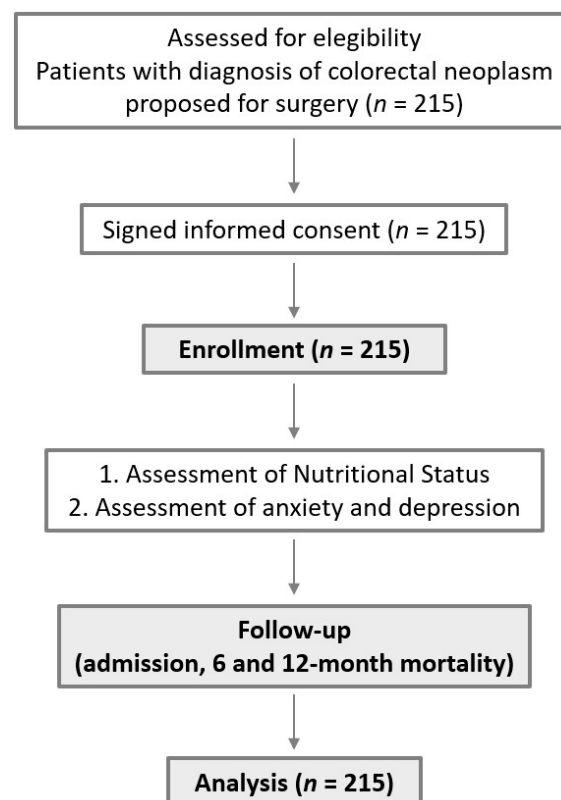 Assessed for elegibility
Patients with diagnosis of colorectal neoplasm
proposed for surgery (n = 215)
Signed informed consent (n = 215)
Enrollment (n = 215)
1. Assessment of Nutritional Status
2. Assessment of anxiety and depression
Follow-up
(admission, 6 and 12-month mortality)
Analysis (n = 215)